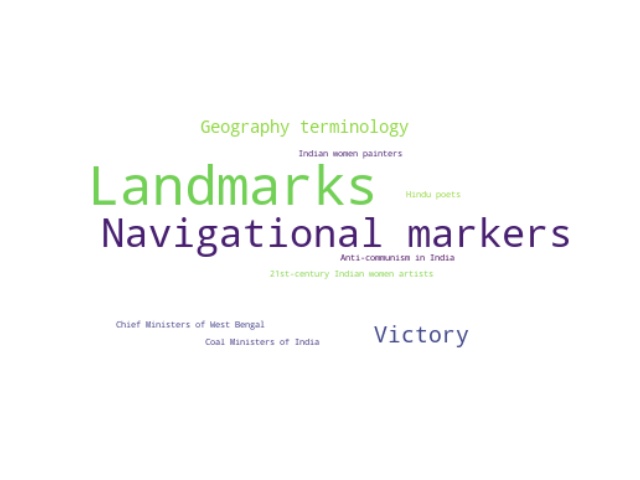 Geography terminology
Indian women painters
Landmarks
Hindu poets
Navigational markers
Anti-communism in India
21st-century Indian women artists
Chief Ministers of West Bengal
Victory
Coal Ministers of India